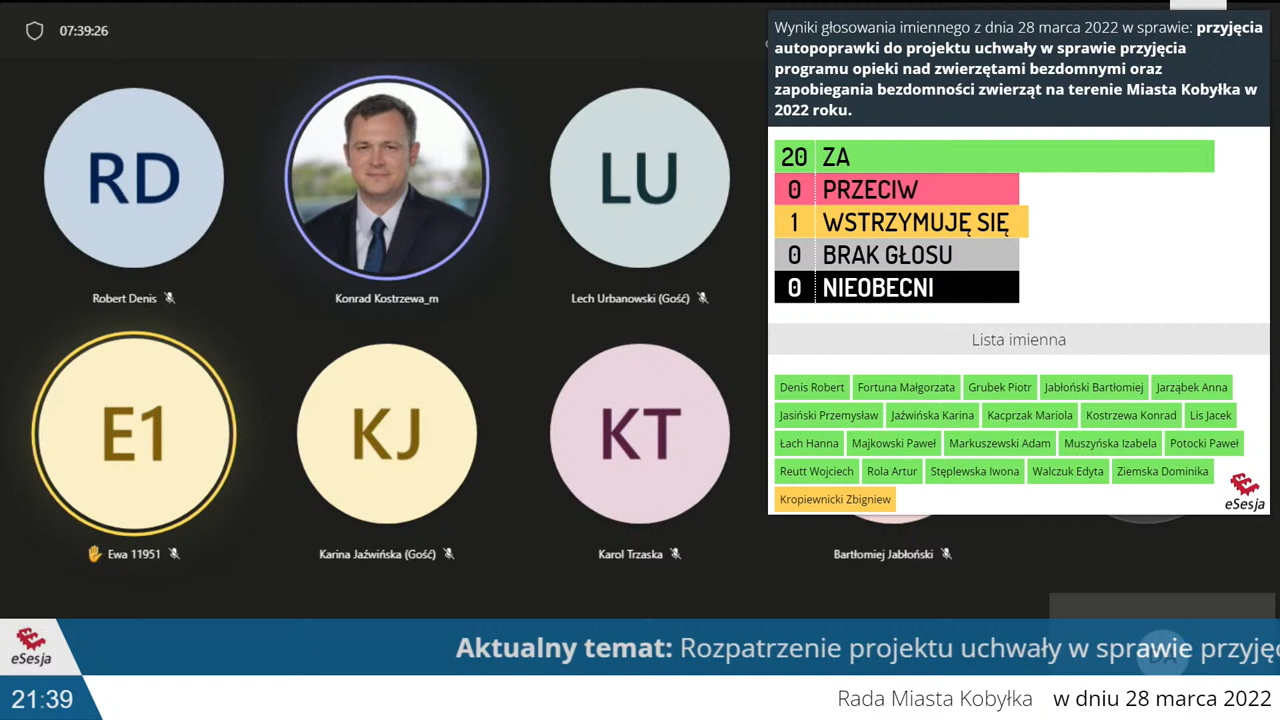 07:39:26
RD
LU
Robert Denis
Konrad Kostrzewa_m
Lech Urbanowski (Gość)
E1
KJ
KT
Ewa 11951
Karina Jaźwińska (Gość)
Karol Trzaska
Bartłomiej Jabłoński
Wyniki głosowania imiennego z dnia 28 marca 2022 w sprawie: przyjęcia
autopoprawki do projektu uchwały w sprawie przyjęcia
programu opieki nad zwierzętami bezdomnymi oraz
zapobiegania bezdomności zwierząt na terenie Miasta Kobyłka w
2022 roku.
20 ZA
0 PRZECIW
1 WSTRZYMUJĘ SIĘ
0 BRAK GŁOSU
0 NIEOBECNI
Lista imienna
Denis Robert Fortuna Małgorzata Grubek Piotr Jabłoński Bartłomiej Jarząbek Anna
Jasiński Przemysław Jaźwińska Karina Kacprzak Mariola Kostrzewa Konrad Lis Jacek
Łach Hanna Majkowski Paweł Markuszewski Adam Muszyńska Izabela Potocki Paweł
Reutt Wojciech Rola Artur Stęplewska Iwona Walczuk Edyta Ziemska Dominika
Kropiewnicki Zbigniew
eSesja
eSesja
Aktualny temat: Rozpatrzenie projektu uchwały w sprawie przyję
21:39
Rada Miasta Kobyłka w dniu 28 marca 2022